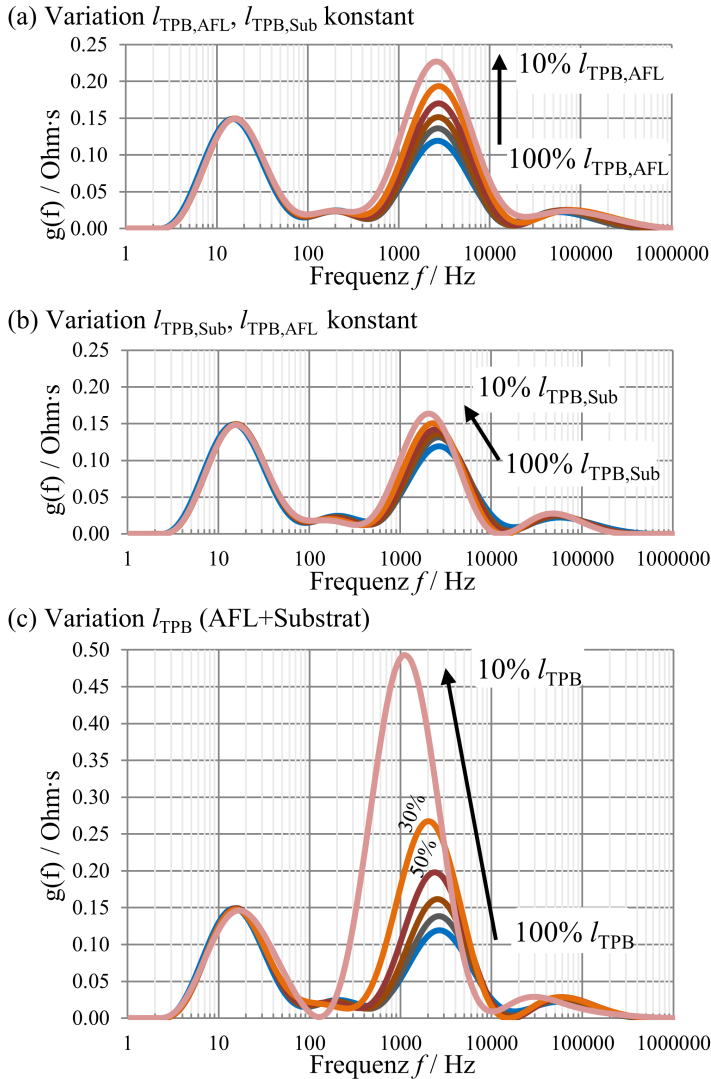 (a) Variation lTPB,AFL, lTPB,Sub konstant
0.25
0.20
0.15
0.10
0.05
0.00
g(f) / Ohm·s
10% lTPB,AFL
100% lTPB,AFL
1 10 100 1000 10000 100000 1000000
Frequenz f / Hz
(b) Variation lTPB,Sub, lTPB,AFL konstant
0.25
0.20
0.15
0.10
0.05
0.00
g(f) / Ohm·s
10% lTPB,Sub
100% lTPB,Sub
1 10 100 1000 10000 100000 1000000
Frequenz f / Hz
(c) Variation lTPB (AFL+Substrat)
0.50
0.45
0.40
0.35
0.30
0.25
0.20
0.15
0.10
0.05
0.00
g(f) / Ohm·s
10% lTPB
30%
50%
100% lTPB
1 10 100 1000 10000 100000 1000000
Frequenz f / Hz